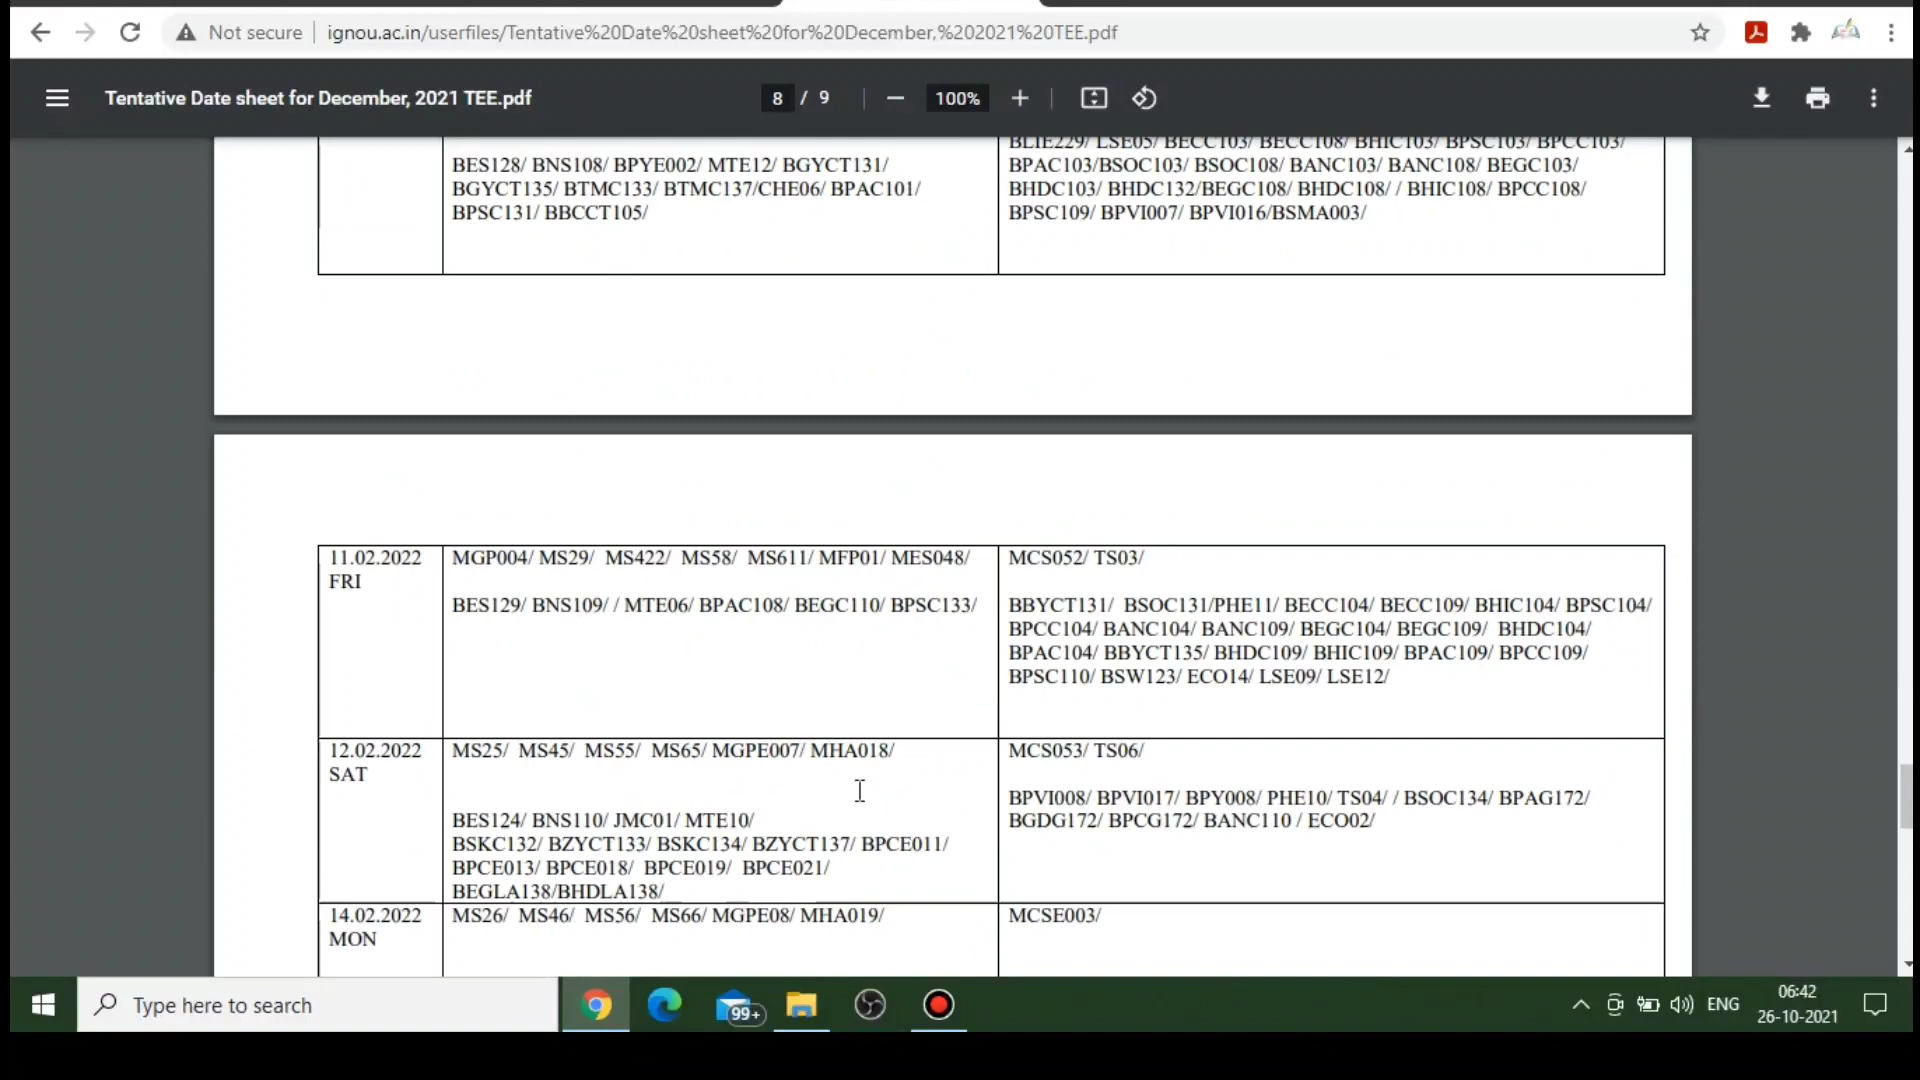 Not secure | ignou.ac.in/userfiles/Tentative%20Date%20sheet%20for%20December,%202021%20TEE.pdf
Tentative Date sheet for December, 2021 TEE.pdf
8 / 9
100%
BES128/ BNS108/ BPYE002/ MTE12/ BGYCT131/
BGYCT135/ BTMC133/ BTMC137/CHE06/ BPAC101/
BPSC131/ BBCCT105/
BLIE229/ LSE05/ BECC103/ BECC108/ BHIC103/ BPSC103/ BPCC103/
BPAC103/BSOC103/ BSOC108/ BANC103/ BANC108/ BEGC103/
BHDC103/ BHDC132/BEGC108/ BHDC108/ / BHIC108/ BPCC108/
BPSC109/ BPVI007/ BPVI016/BSMA003/
11.02.2022
FRI
MGP004/ MS29/ MS422/ MS58/ MS611/ MFP01/ MES048/
BES129/ BNS109/ / MTE06/ BPAC108/ BEGC110/ BPSC133/
MCS052/ TS03/
BBYCT131/ BSOC131/PHE11/ BECC104/ BECC109/ BHIC104/ BPSC104/
BPCC104/ BANC104/ BANC109/ BEGC104/ BEGC109/ BHDC104/
BPAC104/ BBYCT135/ BHDC109/ BHIC109/ BPAC109/ BPCC109/
BPSC110/ BSW123/ ECO14/ LSE09/ LSE12/
12.02.2022
SAT
MS25/ MS45/ MS55/ MS65/ MGPE007/ MHA018/
BES124/ BNS110/ JMC01/ MTE10/
BSKC132/ BZYCT133/ BSKC134/ BZYCT137/ BPCE011/
BPCE013/ BPCE018/ BPCE019/ BPCE021/
BEGLA138/BHDLA138/
MCS053/ TS06/
BPVI008/ BPVI017/ BPY008/ PHE10/ TS04/ / BSOC134/ BPAG172/
BGDG172/ BPCG172/ BANC110 / ECO02/
14.02.2022
MON
MS26/ MS46/ MS56/ MS66/ MGPE08/ MHA019/
MCSE003/
Type here to search
99+
ENG
06:42
26-10-2021